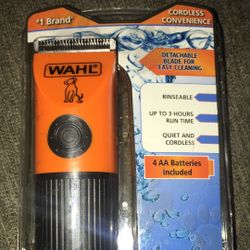 "#1 Brand"
CORDLESS
CONVENIENCE
DETACHABLE
BLADE FOR
EASY CLEANING
WAHL
RINSEABLE
UP TO 3 HOURS
RUN TIME
QUIET AND
CORDLESS
4 AA Batteries
Included